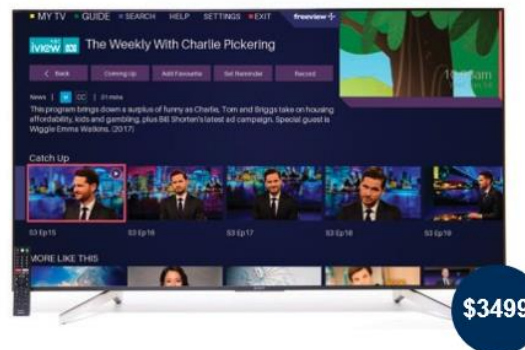 MY TV GUIDE SEARCH HELP SETTINGS EXIT freeview
iview The Weekly With Charlie Pickering
Back Coming Up Add Favourite Set Reminder Record
News CC 01 mins
This program brings down a surplus of funny as Charlie, Tom and Briggs take on housing
affordability, kids and gambling, plus Bill Shorten's latest ad campaign. Special guest is
Wiggle Emma Watkins. (2017)
Catch Up
S3 Ep15 S3 Ep16 S3 Ep17 S3 Ep18 S3 Ep19
MORE LIKE THIS
$3499